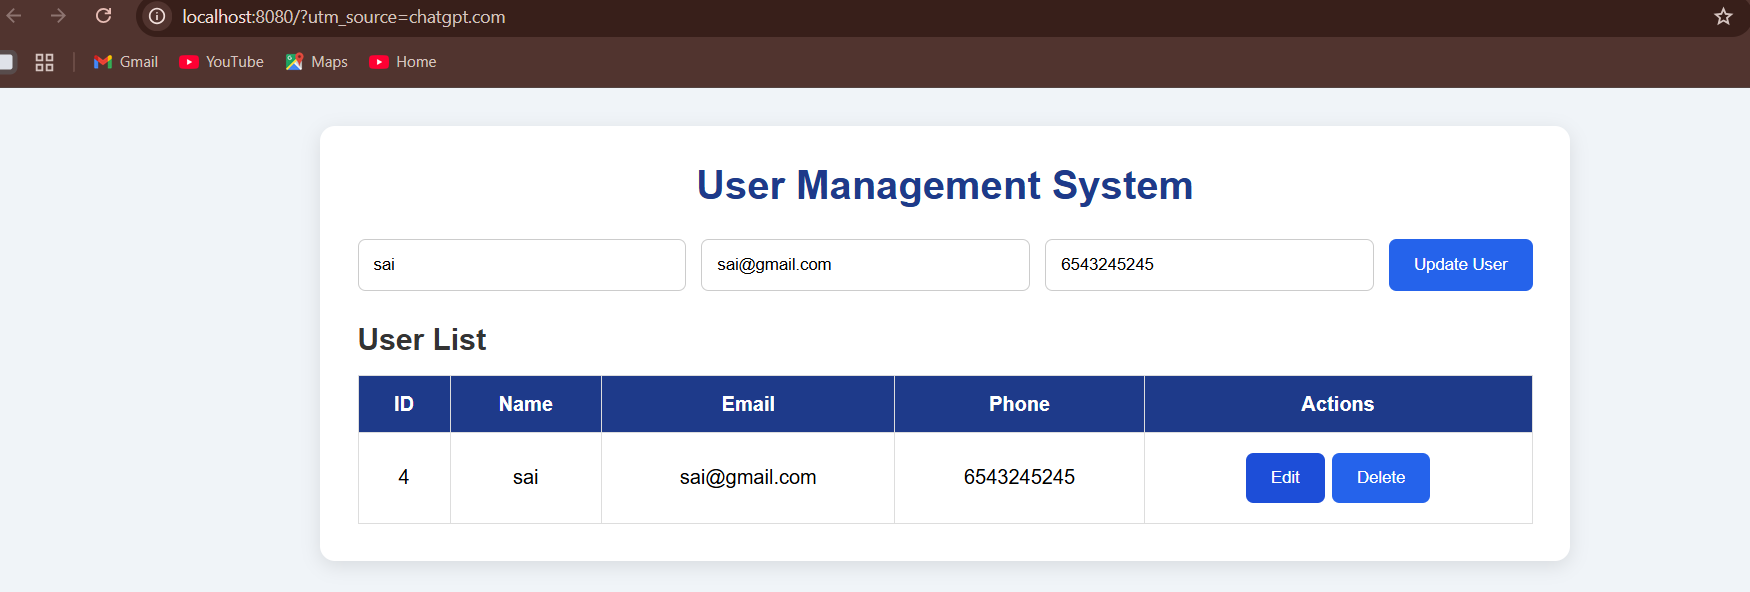 localhost:8080/?utm_source=chatgpt.com
Gmail YouTube Maps Home
User Management System
sai sai@gmail.com 6543245245 Update User
User List
ID Name Email Phone Actions
4 sai sai@gmail.com 6543245245 Edit Delete